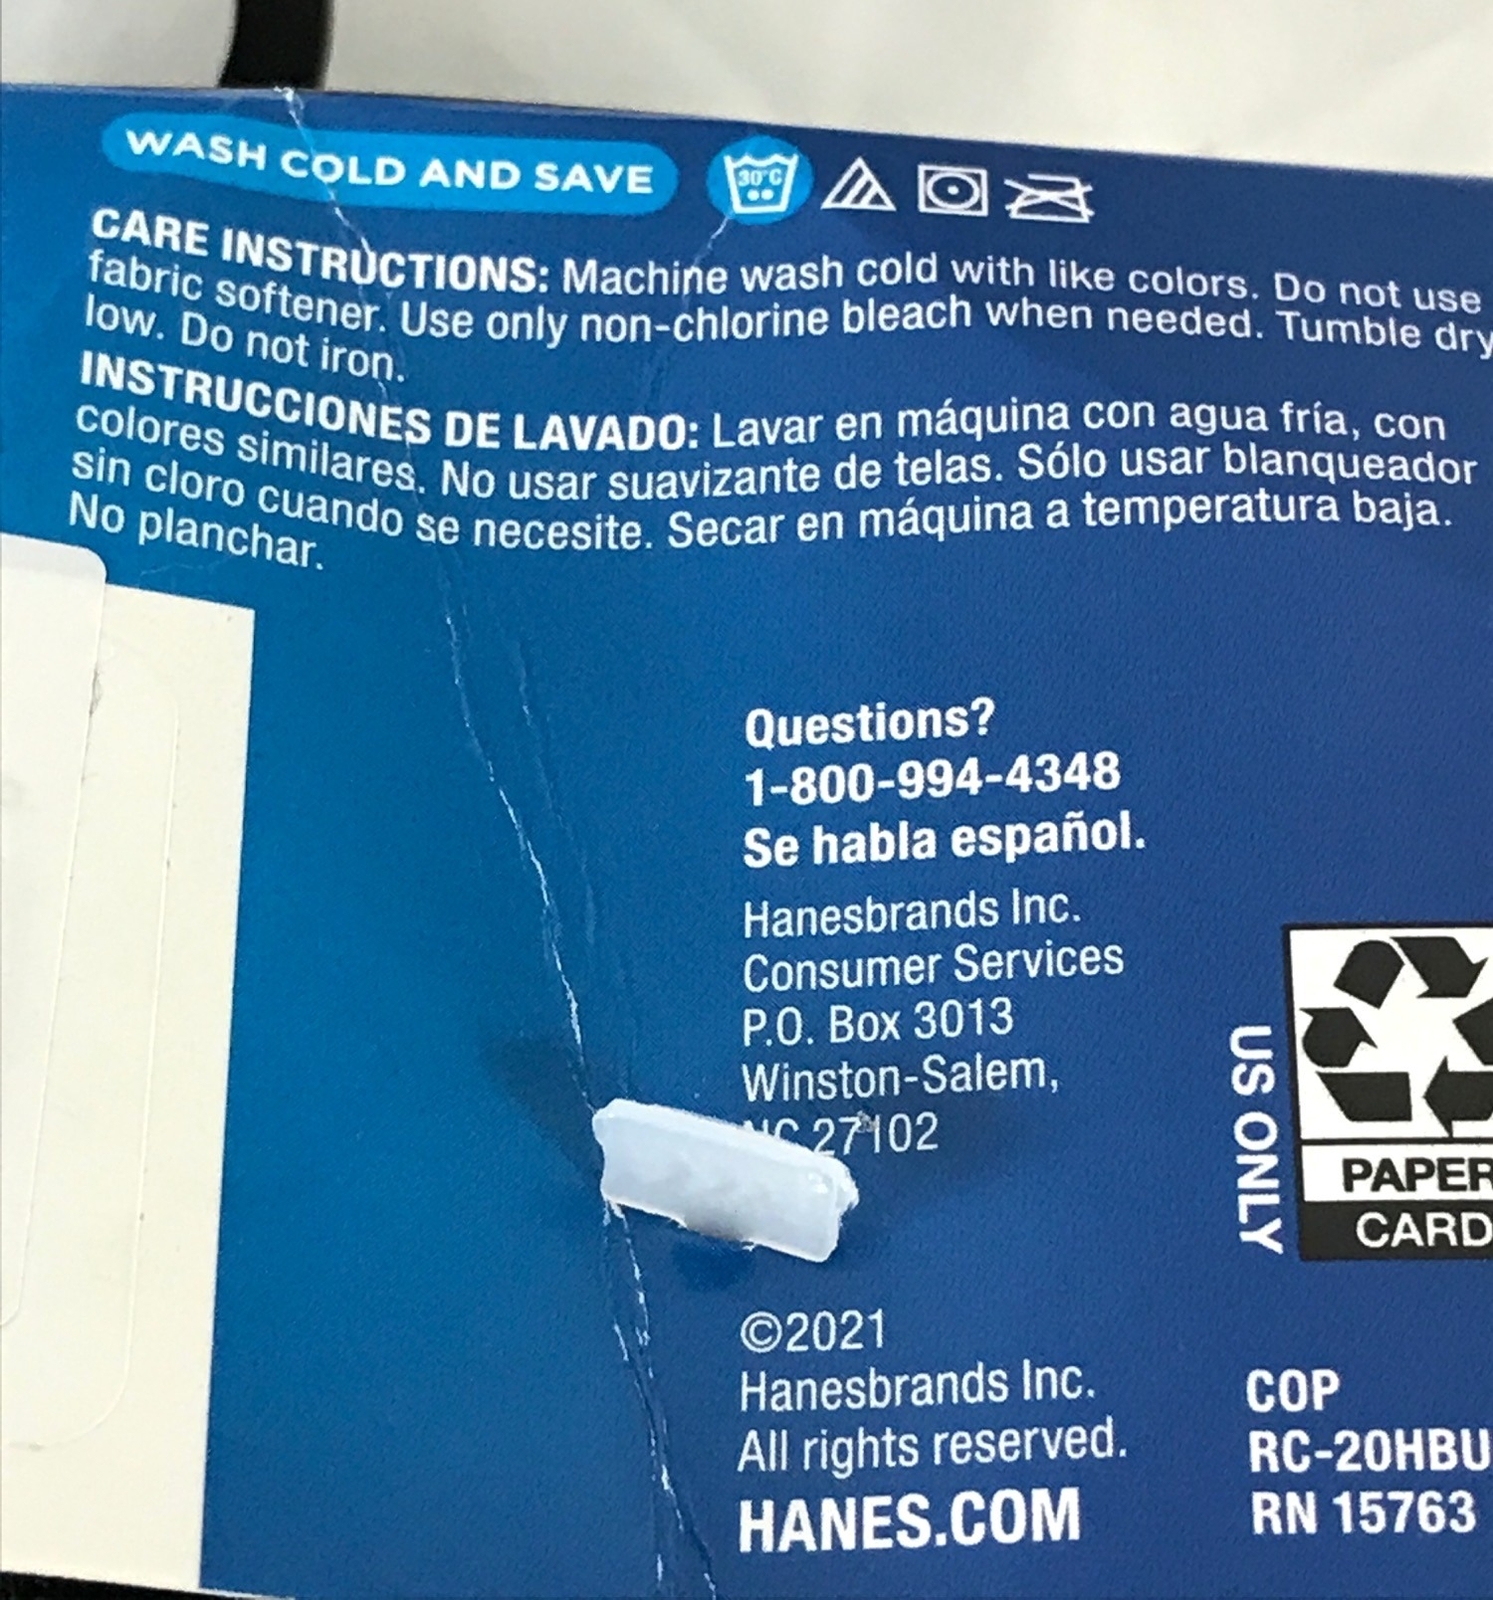 WASH COLD AND SAVE
30°C
CARE INSTRUCTIONS: Machine wash cold with like colors. Do not use
fabric softener. Use only non-chlorine bleach when needed. Tumble dry
low. Do not iron.
INSTRUCCIONES DE LAVADO: Lavar en máquina con agua fría, con
colores similares. No usar suavizante de telas. Sólo usar blanqueador
sin cloro cuando se necesite. Secar en máquina a temperatura baja.
No planchar.
Questions?
1-800-994-4348
Se habla español.
Hanesbrands Inc.
Consumer Services
P.O. Box 3013
Winston-Salem,
NC 27102
US ONLY
PAPER
CARD
©2021
Hanesbrands Inc.
All rights reserved.
HANES.COM
COP
RC-20HBU
RN 15763